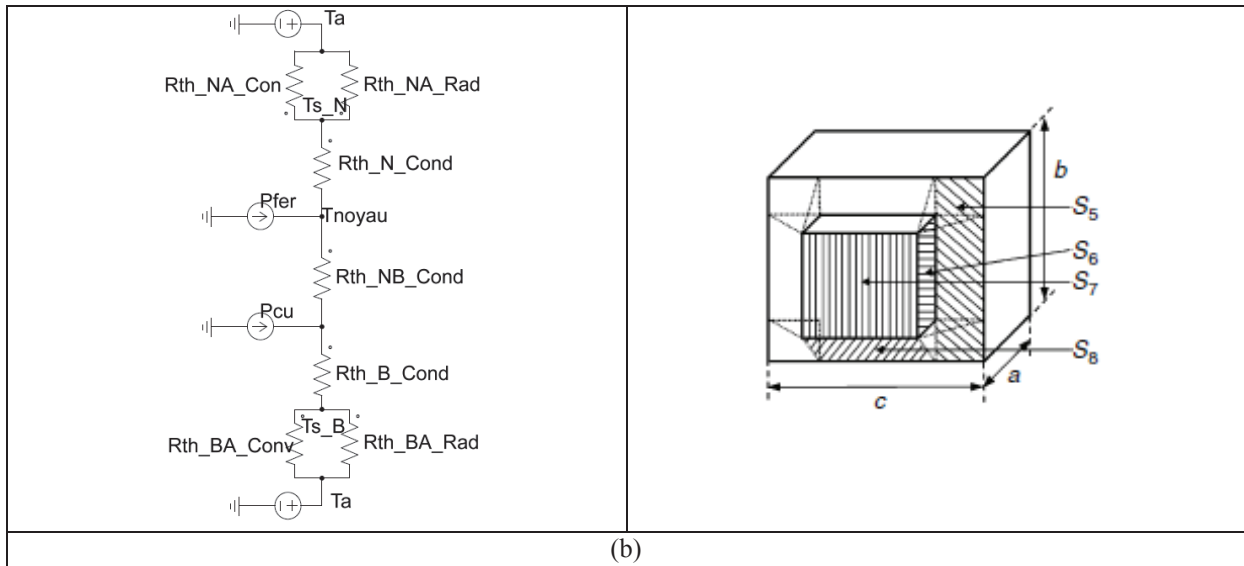 Ta
Rth_NA_Con
Rth_NA_Rad
Ts_N
Rth_N_Cond
Pfer
Tnoyau
Rth_NB_Cond
Pcu
Rth_B_Cond
Ts_B
Rth_BA_Conv
Rth_BA_Rad
Ta
b
S5
S6
S7
S8
a
c
(b)